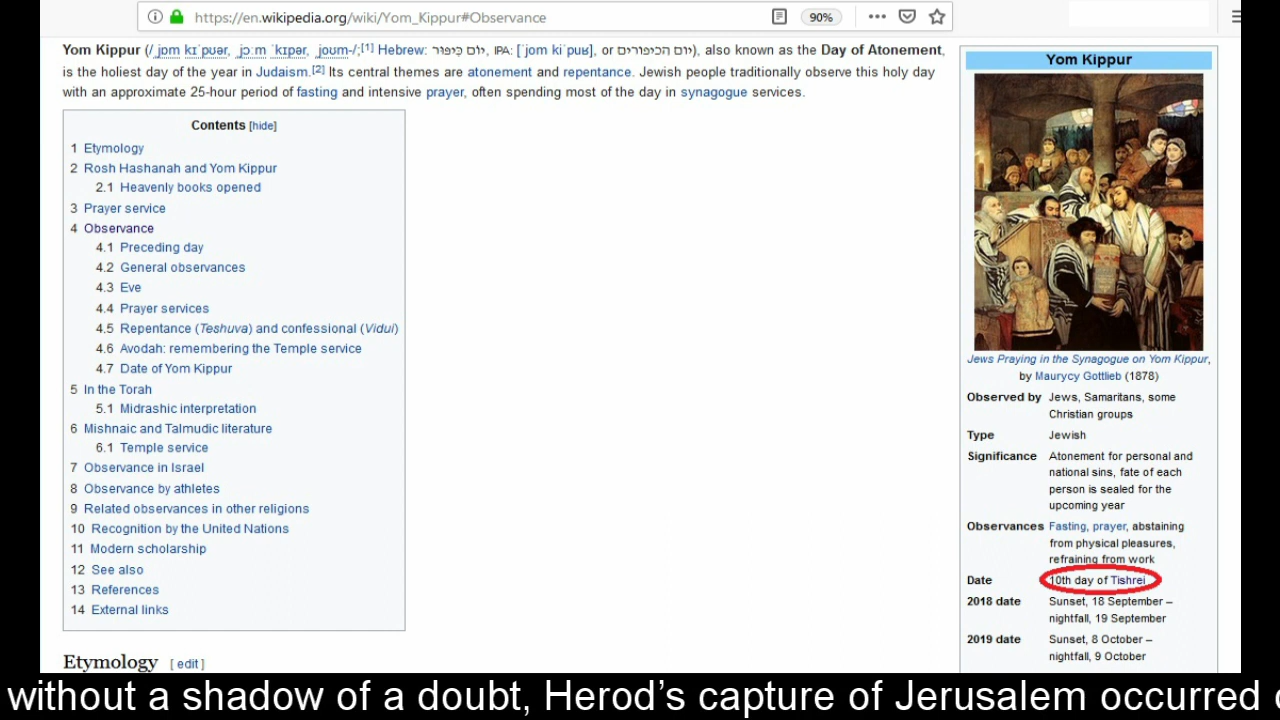 https://en.wikipedia.org/wiki/Yom_Kippur#Observance
90%
Yom Kippur (/ˌjɒm kɪˈpʊər, ˌjɔːm ˈkɪpər, ˌjoʊm-/;[1] Hebrew: יוֹם כִּיפּוּר, IPA: [ˈjom kiˈpuʁ], or יום הכיפורים), also known as the Day of Atonement,
is the holiest day of the year in Judaism.[2] Its central themes are atonement and repentance. Jewish people traditionally observe this holy day
with an approximate 25-hour period of fasting and intensive prayer, often spending most of the day in synagogue services.
Contents [hide]
1 Etymology
2 Rosh Hashanah and Yom Kippur
2.1 Heavenly books opened
3 Prayer service
4 Observance
4.1 Preceding day
4.2 General observances
4.3 Eve
4.4 Prayer services
4.5 Repentance (Teshuva) and confessional (Vidui)
4.6 Avodah: remembering the Temple service
4.7 Date of Yom Kippur
5 In the Torah
5.1 Midrashic interpretation
6 Mishnaic and Talmudic literature
6.1 Temple service
7 Observance in Israel
8 Observance by athletes
9 Related observances in other religions
10 Recognition by the United Nations
11 Modern scholarship
12 See also
13 References
14 External links
Etymology [ edit ]
Yom Kippur
Jews Praying in the Synagogue on Yom Kippur,
by Maurycy Gottlieb (1878)
Observed by Jews, Samaritans, some
Christian groups
Type Jewish
Significance Atonement for personal and
national sins, fate of each
person is sealed for the
upcoming year
Observances Fasting, prayer, abstaining
from physical pleasures,
refraining from work
Date 10th day of Tishrei
2018 date Sunset, 18 September –
nightfall, 19 September
2019 date Sunset, 8 October –
nightfall, 9 October
without a shadow of a doubt, Herod’s capture of Jerusalem occurred